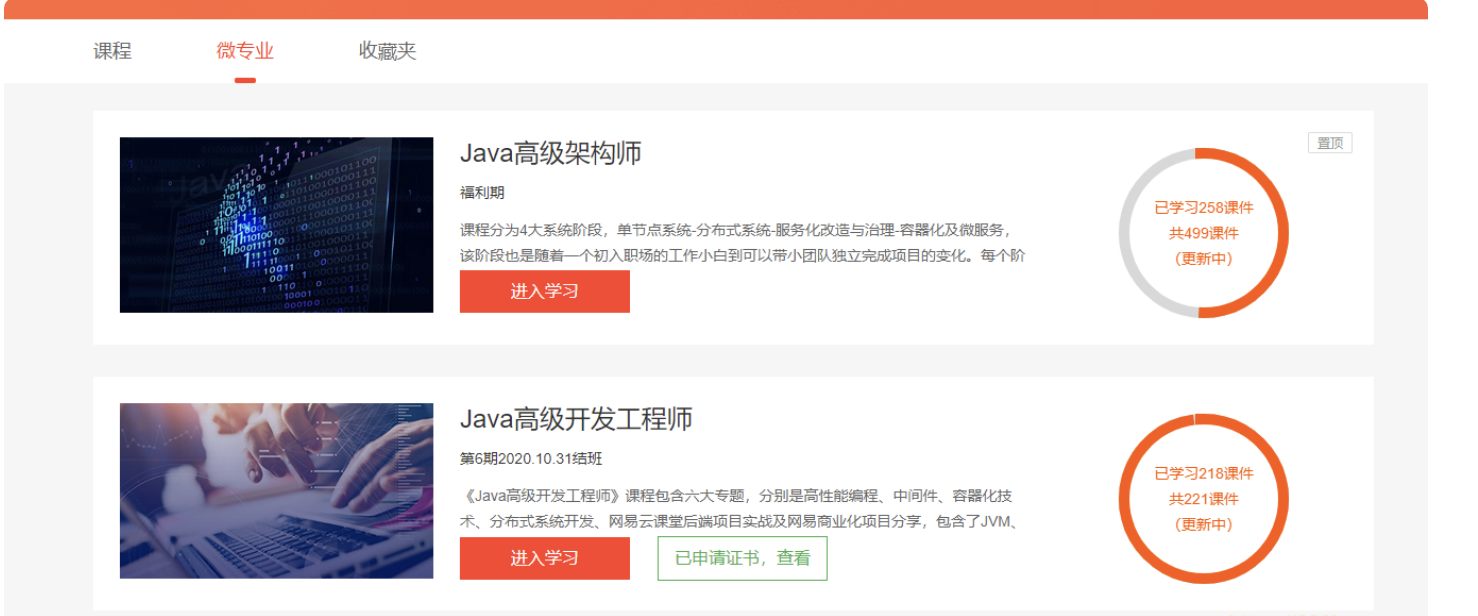 课程
微专业
收藏夹
Java高级架构师
置顶
福利期
课程分为4大系统阶段，单节点系统-分布式系统-服务化改造与治理-容器化及微服务，
该阶段也是随着一个初入职场的工作小白到可以带小团队独立完成项目的变化。每个阶
进入学习
已学习258课件
共499课件
（更新中）
Java高级开发工程师
第6期2020.10.31结班
《Java高级开发工程师》课程包含六大专题，分别是高性能编程、中间件、容器化技
术、分布式系统开发、网易云课堂后端项目实战及网易商业化项目分享，包含了JVM、
进入学习
已申请证书，查看
已学习218课件
共221课件
（更新中）